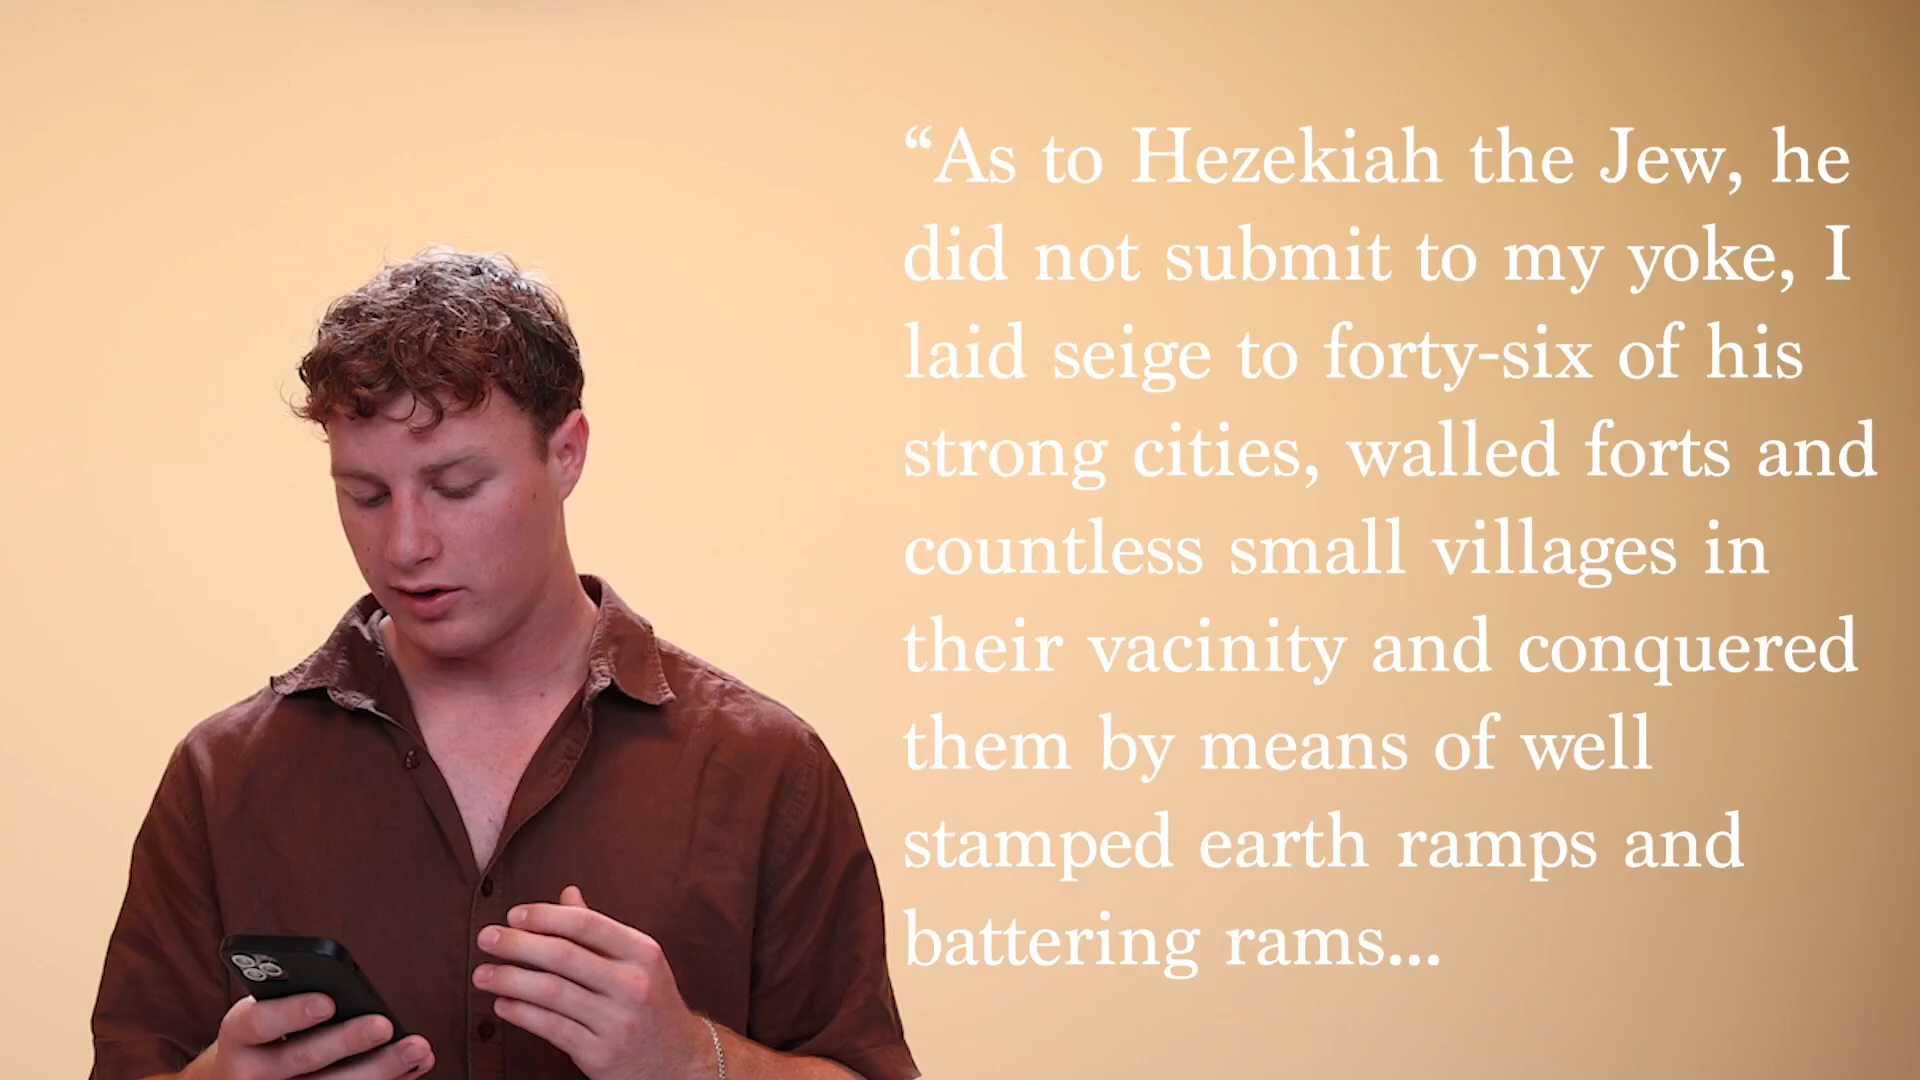 “As to Hezekiah the Jew, he
did not submit to my yoke, I
laid seige to forty-six of his
strong cities, walled forts and
countless small villages in
their vacinity and conquered
them by means of well
stamped earth ramps and
battering rams...